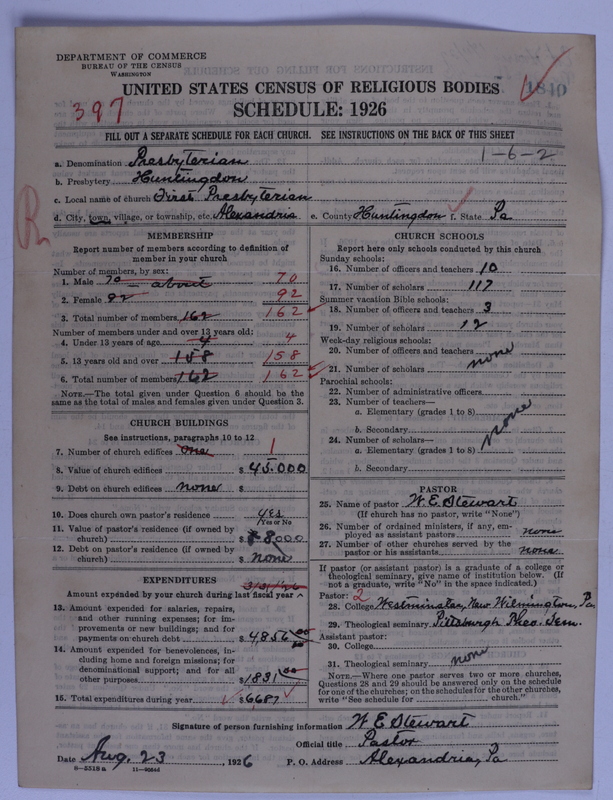 DEPARTMENT OF COMMERCE
BUREAU OF THE CENSUS
WASHINGTON
UNITED STATES CENSUS OF RELIGIOUS BODIES
1810
397
SCHEDULE: 1926
FILL OUT A SEPARATE SCHEDULE FOR EACH CHURCH. SEE INSTRUCTIONS ON THE BACK OF THIS SHEET
1-6-2
a. Denomination Presbyterian
b. Presbytery Huntingdon
c. Local name of church First Presbyterian
d. City, town, village, or township, etc. Alexandria e. County Huntingdon f. State Pa
R
MEMBERSHIP
Report number of members according to definition of
member in your church
Number of members, by sex:
1. Male 70 - about 70
2. Female 92 92
3. Total number of members 162 162
Number of members under and over 13 years old:
4. Under 13 years of age 4 4
5. 13 years old and over 158 158
6. Total number of members 162 162
NOTE.—The total given under Question 6 should be
the same as the total of males and females given under Question 3.
CHURCH BUILDINGS
See instructions, paragraphs 10 to 12
7. Number of church edifices one 1
8. Value of church edifices $ 45.000
9. Debt on church edifices none $
10. Does church own pastor's residence yes
Yes or No
11. Value of pastor's residence (if owned by
church) $ 8000
12. Debt on pastor's residence (if owned by
church) $ none
EXPENDITURES
3/31/26
Amount expended by your church during last fiscal year ^
13. Amount expended for salaries, repairs,
and other running expenses; for im-
provements or new buildings; and for
payments on church debt $ 4,856 00
14. Amount expended for benevolences, in-
cluding home and foreign missions; for
denominational support; and for all
other purposes $ 1831 00
15. Total expenditures during year $ 6687
CHURCH SCHOOLS
Report here only schools conducted by this church
Sunday schools:
16. Number of officers and teachers 10
17. Number of scholars 117
Summer vacation Bible schools:
18. Number of officers and teachers 3
19. Number of scholars 12
Week-day religious schools:
20. Number of officers and teachers
21. Number of scholars none
Parochial schools:
22. Number of administrative officers
23. Number of teachers—
a. Elementary (grades 1 to 8)
b. Secondary none
24. Number of scholars—
a. Elementary (grades 1 to 8)
b. Secondary
PASTOR
25. Name of pastor W. E. Stewart
(If church has no pastor, write "None")
26. Number of ordained ministers, if any, em-
ployed as assistant pastors none
27. Number of other churches served by the
pastor or his assistants none
If pastor (or assistant pastor) is a graduate of a college or
theological seminary, give name of institution below. (If
not a graduate, write "No" in the space indicated.)
Pastor: 2
28. College Westminster, New Wilmington, Pa
29. Theological seminary Pittsburgh Theo. Sem.
Assistant pastor:
30. College
31. Theological seminary none
NOTE.—Where one pastor serves two or more churches,
Questions 28 and 29 should be answered only on the schedule
for one of the churches; on the schedules for the other churches,
write "See schedule for church."
Signature of person furnishing information W. E. Stewart
Official title Pastor
Date Aug. 23, 1926 P. O. Address Alexandria, Pa
8—5518 a